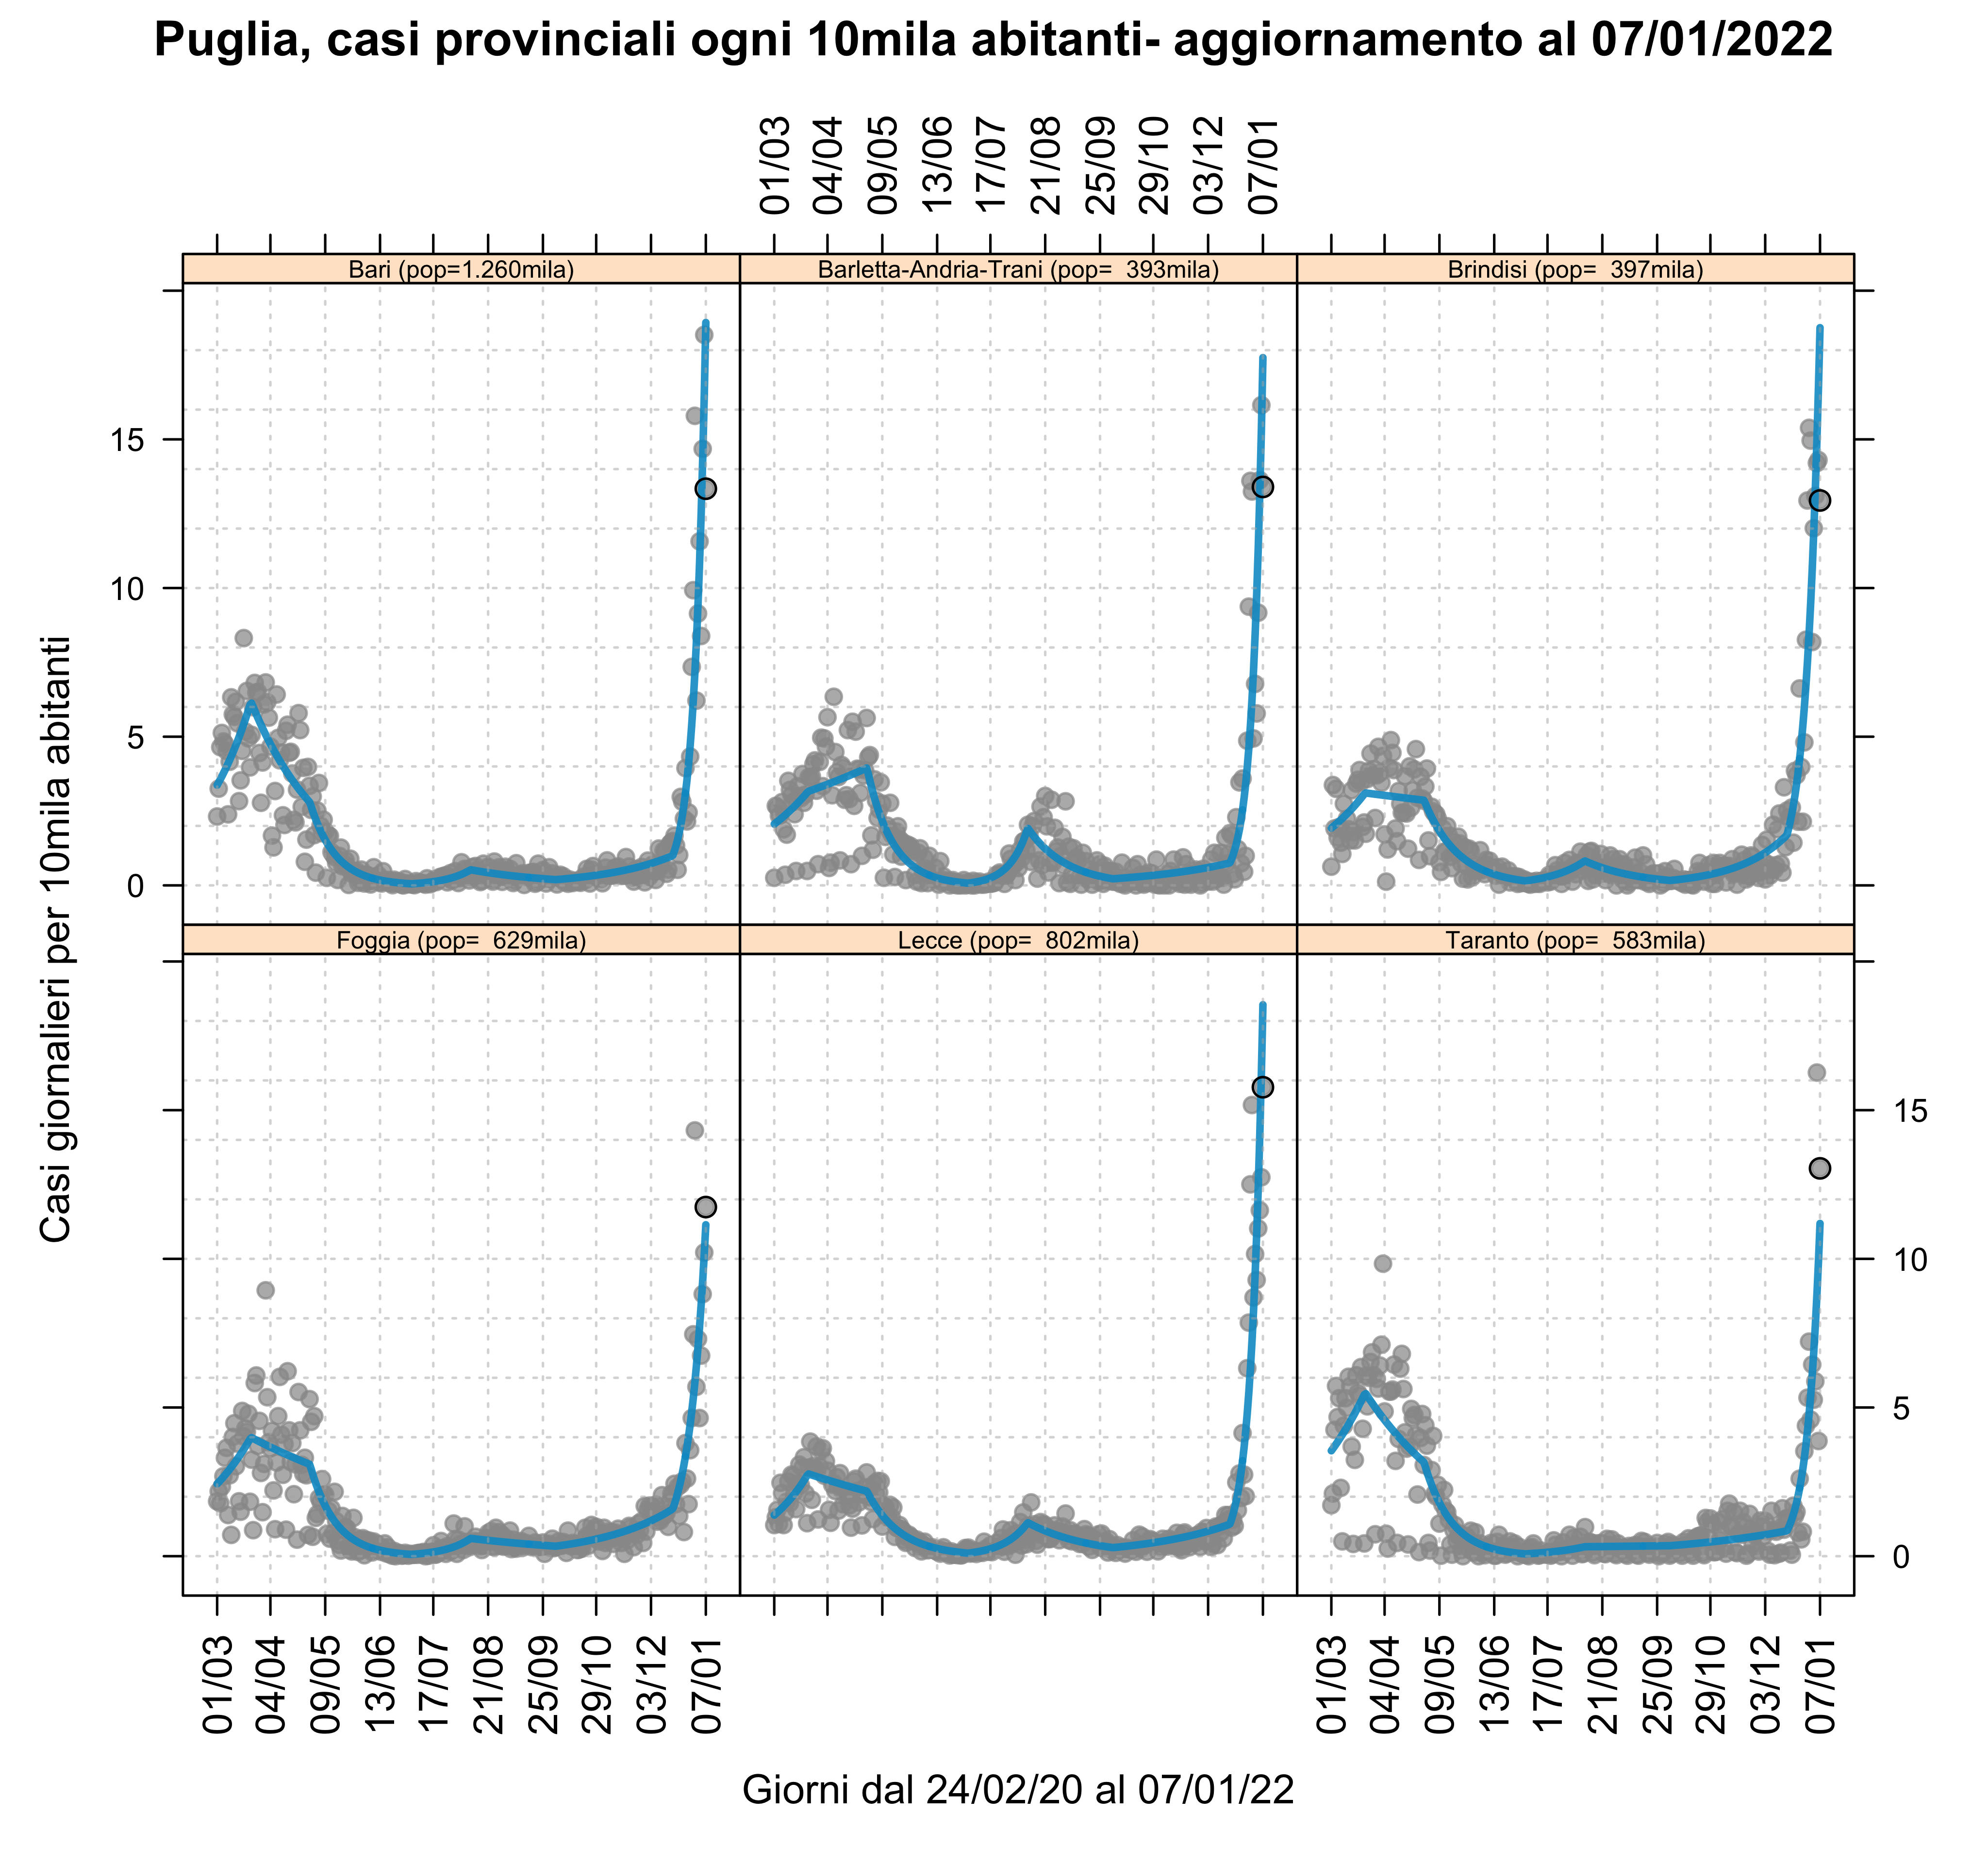 Puglia, casi provinciali ogni 10mila abitanti- aggiornamento al 07/01/2022
01/03 04/04 09/05 13/06 17/07 21/08 25/09 29/10 03/12 07/01
Bari (pop=1.260mila)
Barletta-Andria-Trani (pop=  393mila)
Brindisi (pop=  397mila)
15
10
5
0
Casi giornalieri per 10mila abitanti
Foggia (pop=  629mila)
Lecce (pop=  802mila)
Taranto (pop=  583mila)
15
10
5
0
01/03 04/04 09/05 13/06 17/07 21/08 25/09 29/10 03/12 07/01
01/03 04/04 09/05 13/06 17/07 21/08 25/09 29/10 03/12 07/01
Giorni dal 24/02/20 al 07/01/22